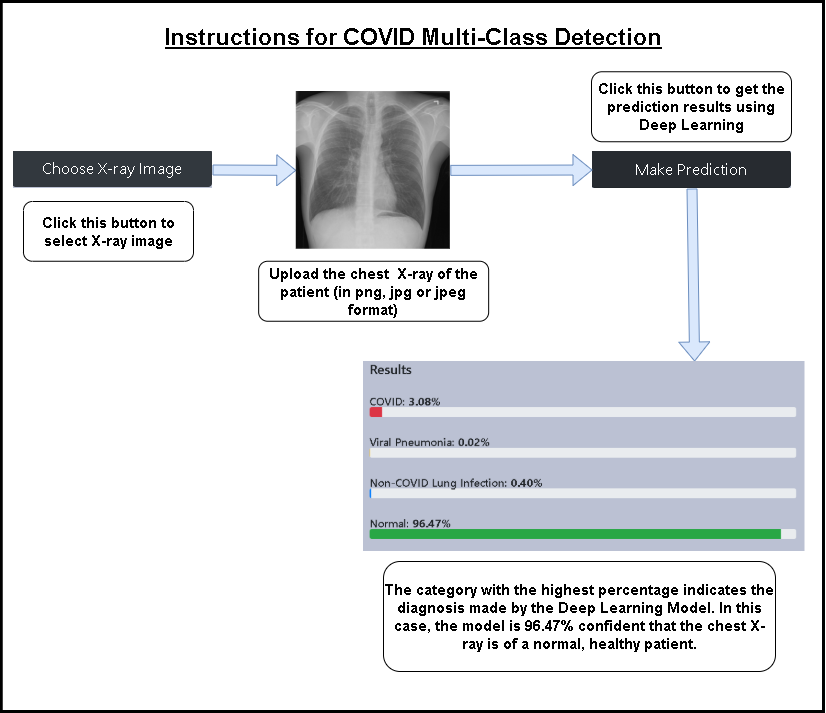 Instructions for COVID Multi-Class Detection
Choose X-ray Image
Click this button to
select X-ray image
Upload the chest  X-ray of the
patient (in png, jpg or jpeg
format)
Click this button to get the
prediction results using
Deep Learning
Make Prediction
Results
COVID: 3.08%
Viral Pneumonia: 0.02%
Non-COVID Lung Infection: 0.40%
Normal: 96.47%
The category with the highest percentage indicates the
diagnosis made by the Deep Learning Model. In this
case, the model is 96.47% confident that the chest X-
ray is of a normal, healthy patient.